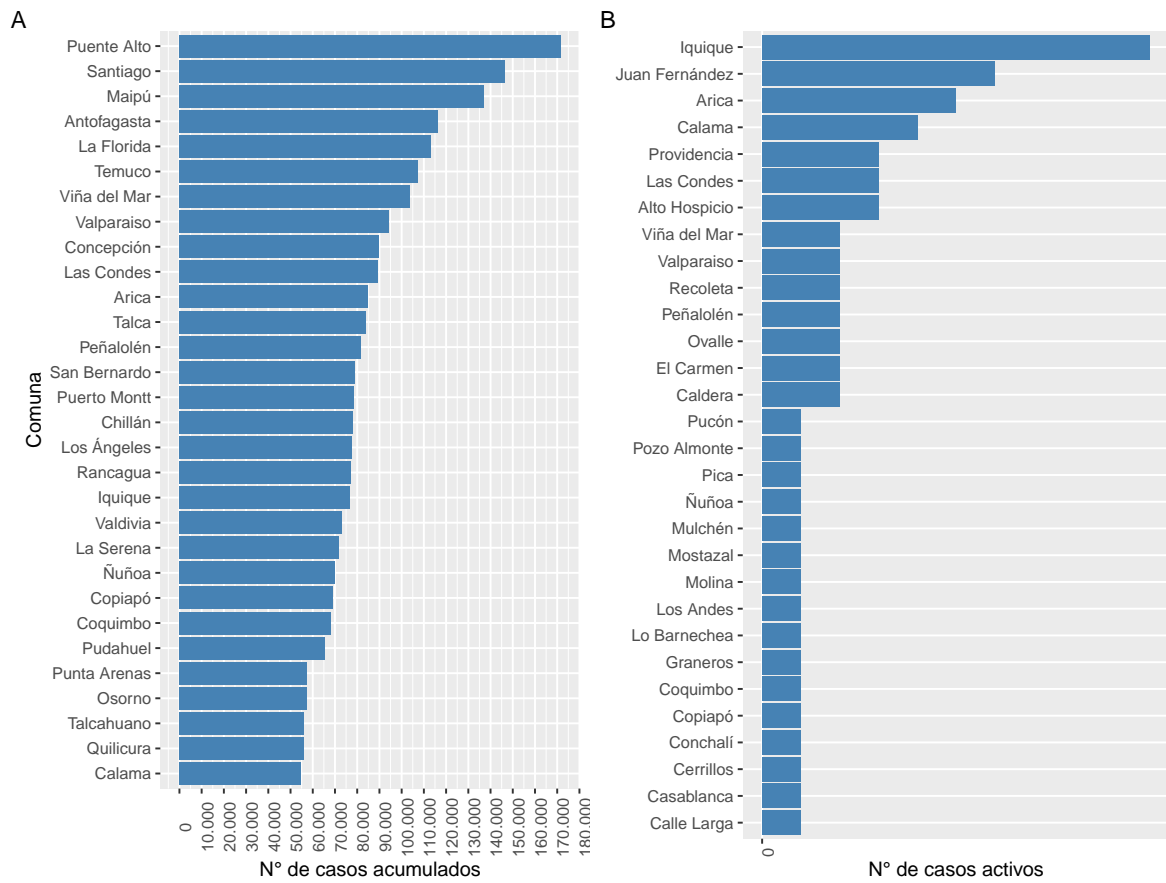 A
Puente Alto
Santiago
Maipú
Antofagasta
La Florida
Temuco
Viña del Mar
Valparaiso
Concepción
Las Condes
Arica
Talca
Peñalolén
San Bernardo
Puerto Montt
Chillán
Los Ángeles
Rancagua
Iquique
Valdivia
La Serena
Ñuñoa
Copiapó
Coquimbo
Pudahuel
Punta Arenas
Osorno
Talcahuano
Quilicura
Calama
Comuna
0
10.000
20.000
30.000
40.000
50.000
60.000
70.000
80.000
90.000
100.000
110.000
120.000
130.000
140.000
150.000
160.000
170.000
180.000
N° de casos acumulados
B
Iquique
Juan Fernández
Arica
Calama
Providencia
Las Condes
Alto Hospicio
Viña del Mar
Valparaiso
Recoleta
Peñalolén
Ovalle
El Carmen
Caldera
Pucón
Pozo Almonte
Pica
Ñuñoa
Mulchén
Mostazal
Molina
Los Andes
Lo Barnechea
Graneros
Coquimbo
Copiapó
Conchalí
Cerrillos
Casablanca
Calle Larga
0
N° de casos activos